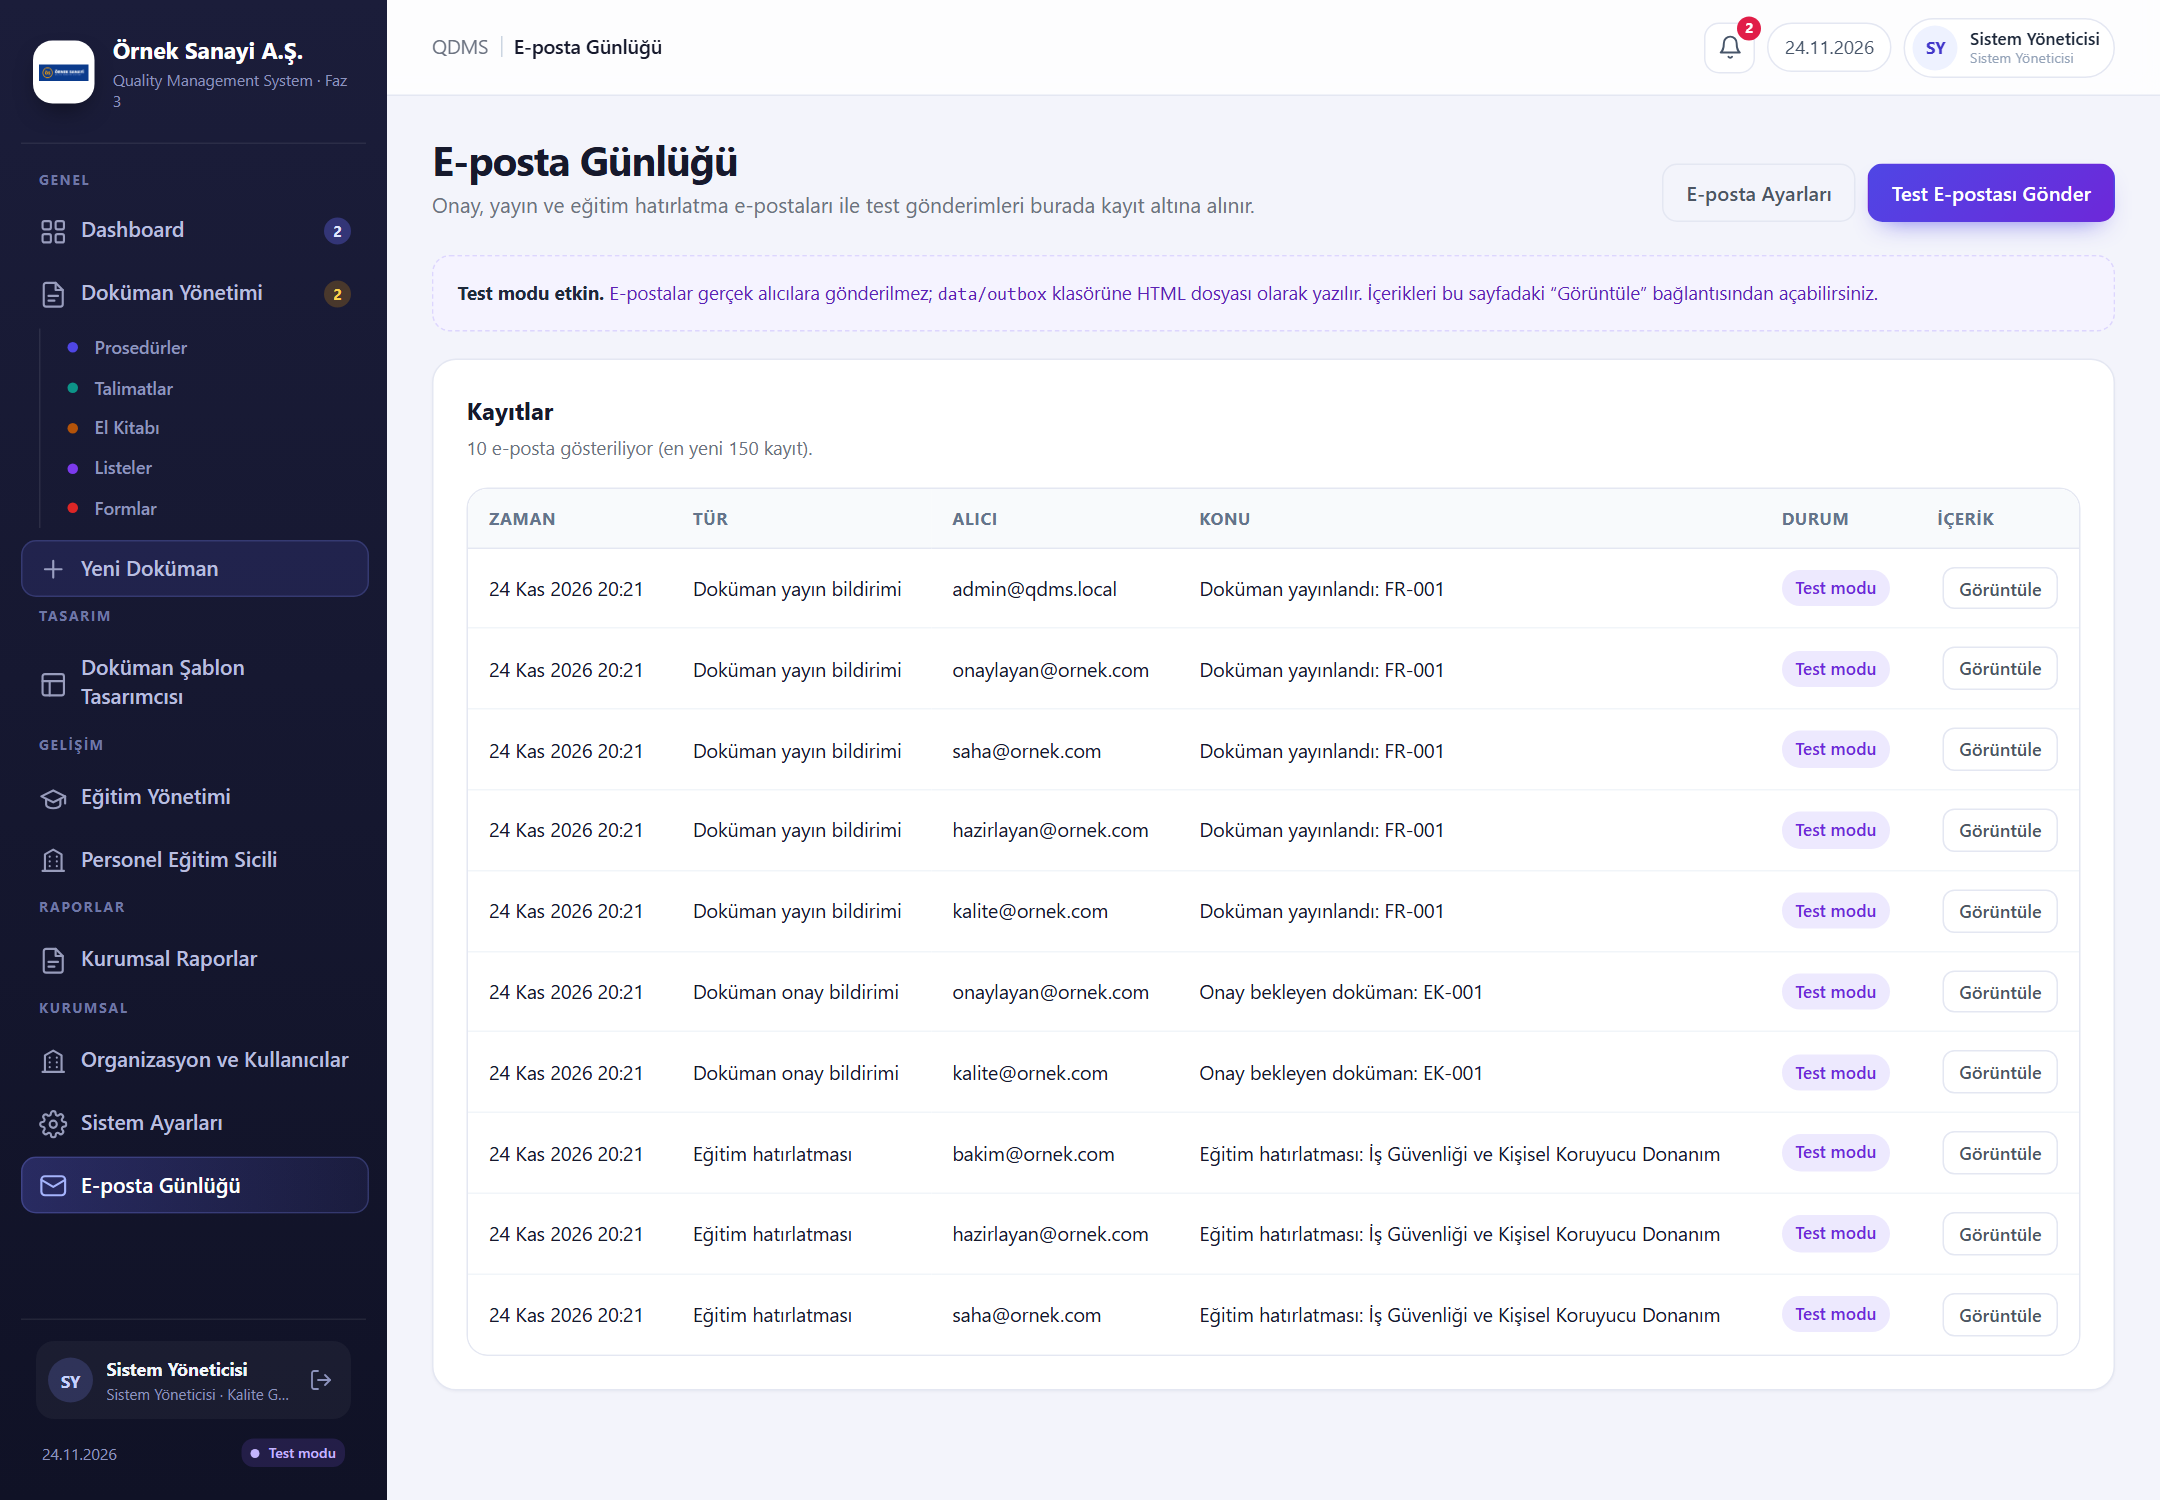 Örnek Sanayi A.Ş.
Quality Management System · Faz
3
GENEL
Dashboard 2
Doküman Yönetimi 2
Prosedürler
Talimatlar
El Kitabı
Listeler
Formlar
Yeni Doküman
TASARIM
Doküman Şablon
Tasarımcısı
GELİŞİM
Eğitim Yönetimi
Personel Eğitim Sicili
RAPORLAR
Kurumsal Raporlar
KURUMSAL
Organizasyon ve Kullanıcılar
Sistem Ayarları
E-posta Günlüğü
SY
Sistem Yöneticisi
Sistem Yöneticisi · Kalite G...
24.11.2026
Test modu
QDMS E-posta Günlüğü
2
24.11.2026
SY
Sistem Yöneticisi
Sistem Yöneticisi
E-posta Günlüğü
Onay, yayın ve eğitim hatırlatma e-postaları ile test gönderimleri burada kayıt altına alınır.
E-posta Ayarları
Test E-postası Gönder
Test modu etkin. E-postalar gerçek alıcılara gönderilmez; data/outbox klasörüne HTML dosyası olarak yazılır. İçerikleri bu sayfadaki “Görüntüle” bağlantısından açabilirsiniz.
Kayıtlar
10 e-posta gösteriliyor (en yeni 150 kayıt).
ZAMAN TÜR ALICI KONU DURUM İÇERİK
24 Kas 2026 20:21 Doküman yayın bildirimi admin@qdms.local Doküman yayınlandı: FR-001 Test modu Görüntüle
24 Kas 2026 20:21 Doküman yayın bildirimi onaylayan@ornek.com Doküman yayınlandı: FR-001 Test modu Görüntüle
24 Kas 2026 20:21 Doküman yayın bildirimi saha@ornek.com Doküman yayınlandı: FR-001 Test modu Görüntüle
24 Kas 2026 20:21 Doküman yayın bildirimi hazirlayan@ornek.com Doküman yayınlandı: FR-001 Test modu Görüntüle
24 Kas 2026 20:21 Doküman yayın bildirimi kalite@ornek.com Doküman yayınlandı: FR-001 Test modu Görüntüle
24 Kas 2026 20:21 Doküman onay bildirimi onaylayan@ornek.com Onay bekleyen doküman: EK-001 Test modu Görüntüle
24 Kas 2026 20:21 Doküman onay bildirimi kalite@ornek.com Onay bekleyen doküman: EK-001 Test modu Görüntüle
24 Kas 2026 20:21 Eğitim hatırlatması bakim@ornek.com Eğitim hatırlatması: İş Güvenliği ve Kişisel Koruyucu Donanım Test modu Görüntüle
24 Kas 2026 20:21 Eğitim hatırlatması hazirlayan@ornek.com Eğitim hatırlatması: İş Güvenliği ve Kişisel Koruyucu Donanım Test modu Görüntüle
24 Kas 2026 20:21 Eğitim hatırlatması saha@ornek.com Eğitim hatırlatması: İş Güvenliği ve Kişisel Koruyucu Donanım Test modu Görüntüle